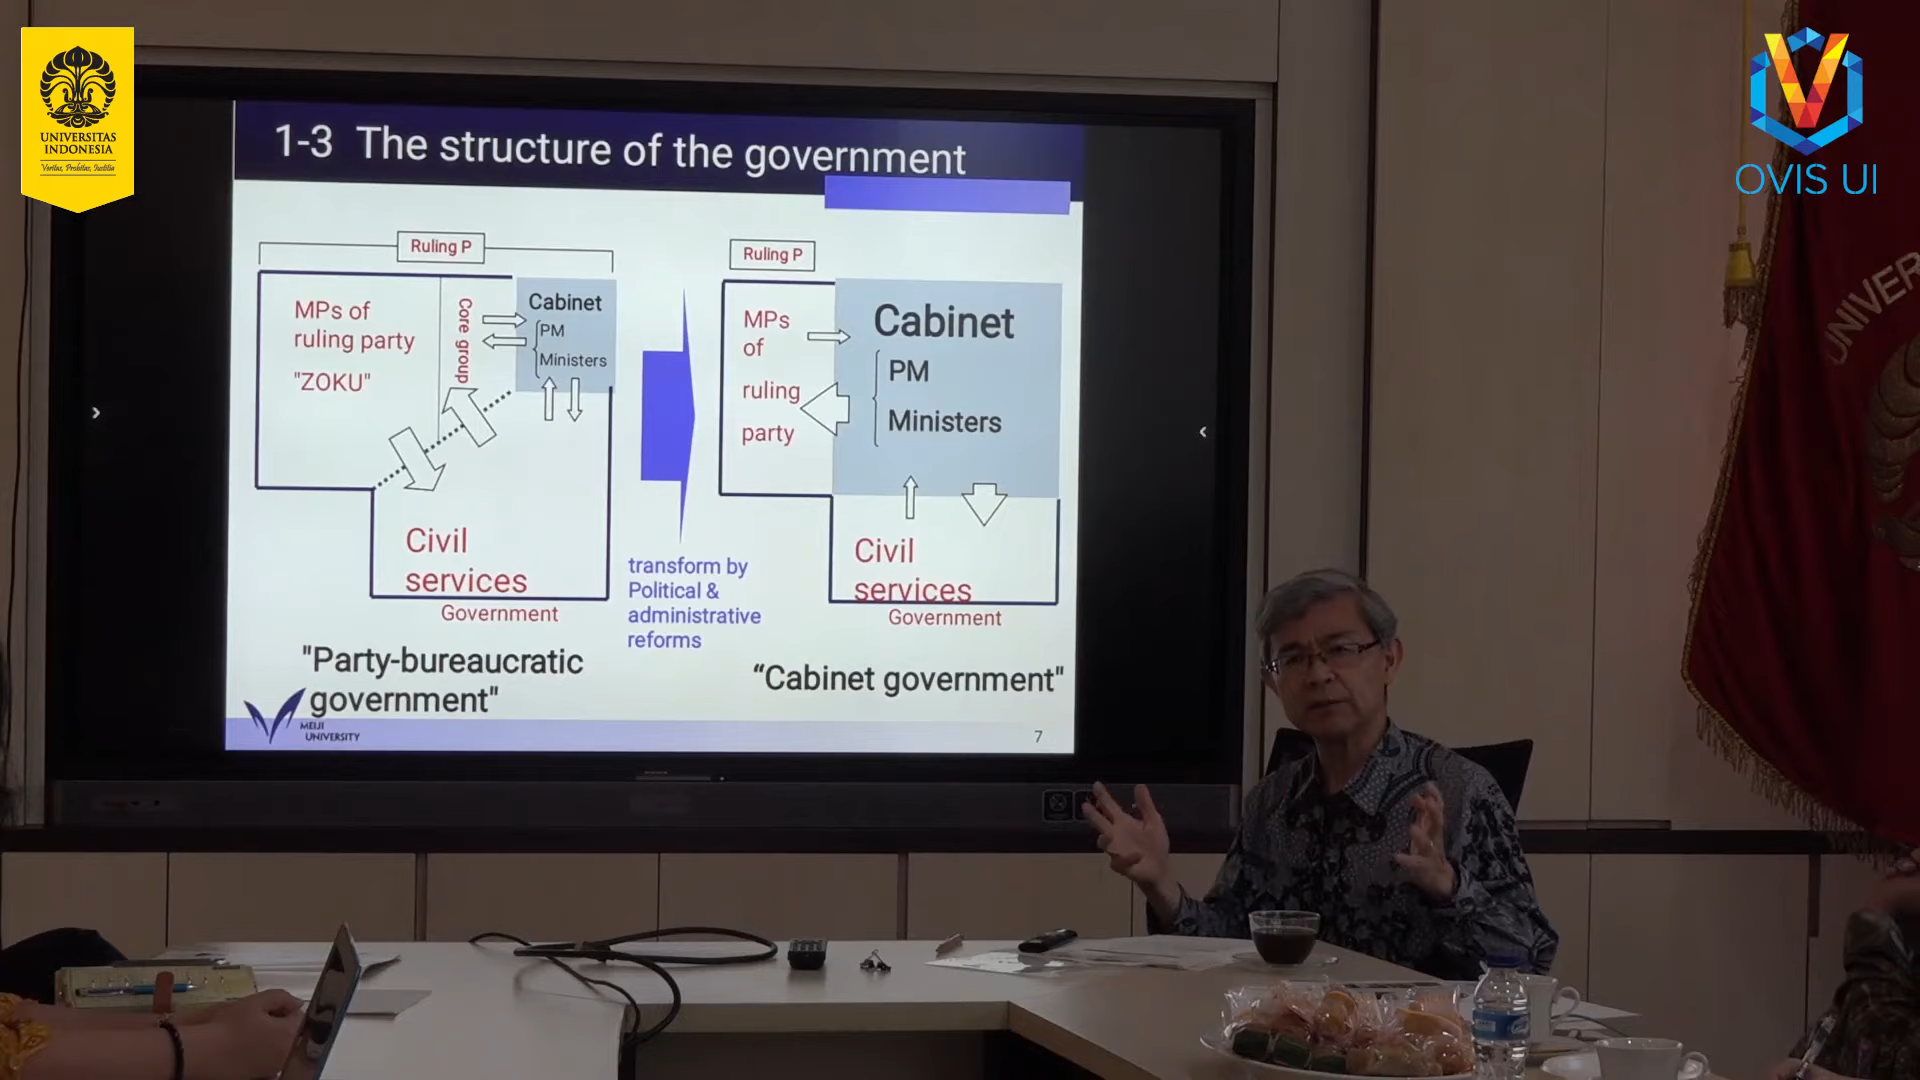 UNIVERSITAS
INDONESIA
Veritas, Probitas, Iustitia
OVIS UI
1-3 The structure of the government
Ruling P
MPs of
ruling party
"ZOKU"
Core group
Cabinet
PM
Ministers
Civil
services
Government
"Party-bureaucratic
government"
transform by
Political &
administrative
reforms
Ruling P
MPs
of
ruling
party
Cabinet
PM
Ministers
Civil
services
Government
“Cabinet government"
MEIJI
UNIVERSITY
7